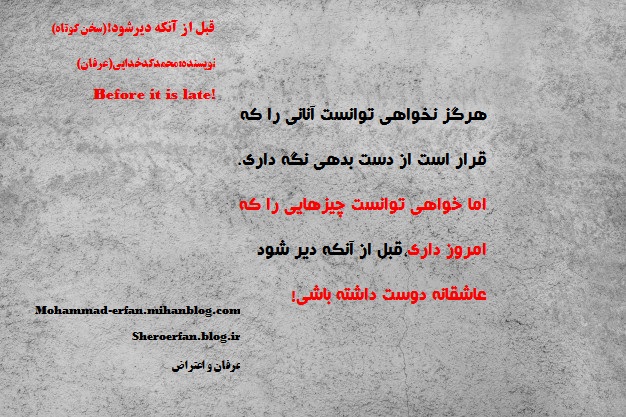 قبل از آنکه دیرشود!(سخن کوتاه)
نویسنده:محمدکدخدایی(عرفان)
Before it is late!
هرگز نخواهی توانست آنانی را که
قرار است از دست بدهی نگه داری.
اما خواهی توانست چیزهایی را که
امروز داری،قبل از آنکه دیر شود
عاشقانه دوست داشته باشی!
Mohammad-erfan.mihanblog.com
Sheroerfan.blog.ir
عرفان و اعتراض